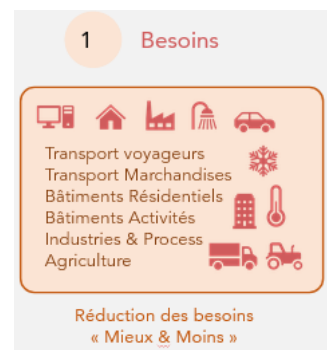 1 Besoins
Transport voyageurs
Transport Marchandises
Bâtiments Résidentiels
Bâtiments Activités
Industries & Process
Agriculture
Réduction des besoins
« Mieux & Moins »